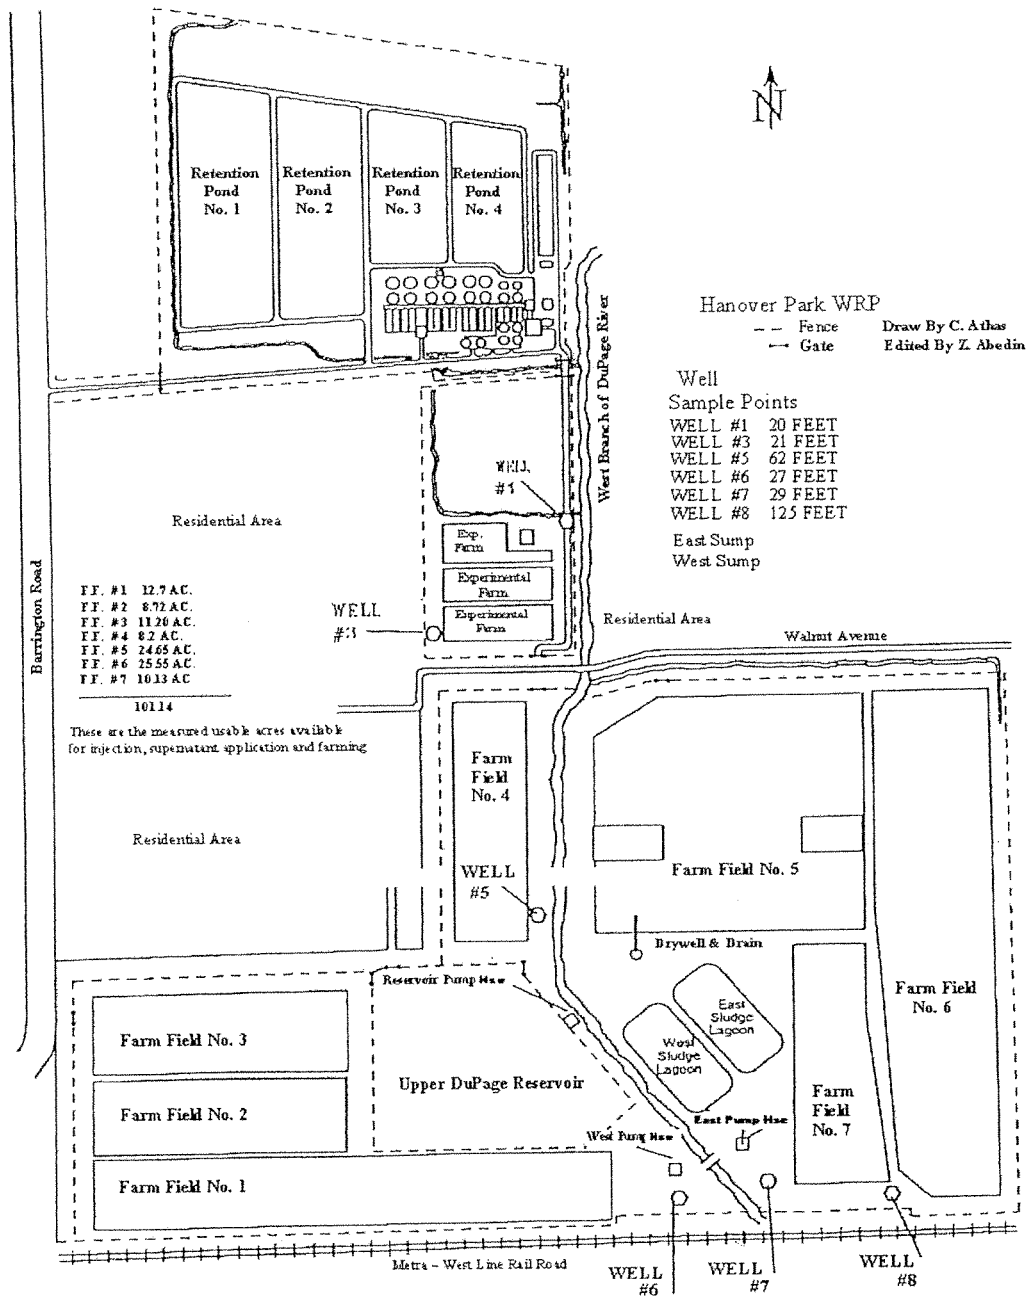 N
Retention
Pond
No. 1
Retention
Pond
No. 2
Retention
Pond
No. 3
Retention
Pond
No. 4
West Branch of DuPage River
Hanover Park WRP
Fence
Gate
Draw By C. Athas
Edited By Z. Abedin
Well
Sample Points
WELL #1 20 FEET
WELL #3 21 FEET
WELL #5 62 FEET
WELL #6 27 FEET
WELL #7 29 FEET
WELL #8 125 FEET
East Sump
West Sump
WELL
#1
Residential Area
Exp.
Farm
Experimental
Farm
Experimental
Farm
Barrington Road
F.F. #1 12.7 A.C.
F.F. #2 8.72 A.C.
F.F. #3 11.20 A.C.
F.F. #4 8.2 A.C.
F.F. #5 24.65 A.C.
F.F. #6 25.55 A.C.
F.F. #7 10.13 A.C
101.14
These are the measured usable acres available
for injection, supernatant application and farming
WELL
#3
Residential Area
Walnut Avenue
Farm
Field
No. 4
Residential Area
WELL
#5
Farm Field No. 5
Drywell & Drain
Reservoir Pump Hse
Farm Field
No. 6
East
Sludge
Lagoon
West
Sludge
Lagoon
Farm Field No. 3
Upper DuPage Reservoir
Farm Field No. 2
Farm
Field
No. 7
East Pump Hse
West Pump Hse
Farm Field No. 1
Metra - West Line Rail Road
WELL
#6
WELL
#7
WELL
#8